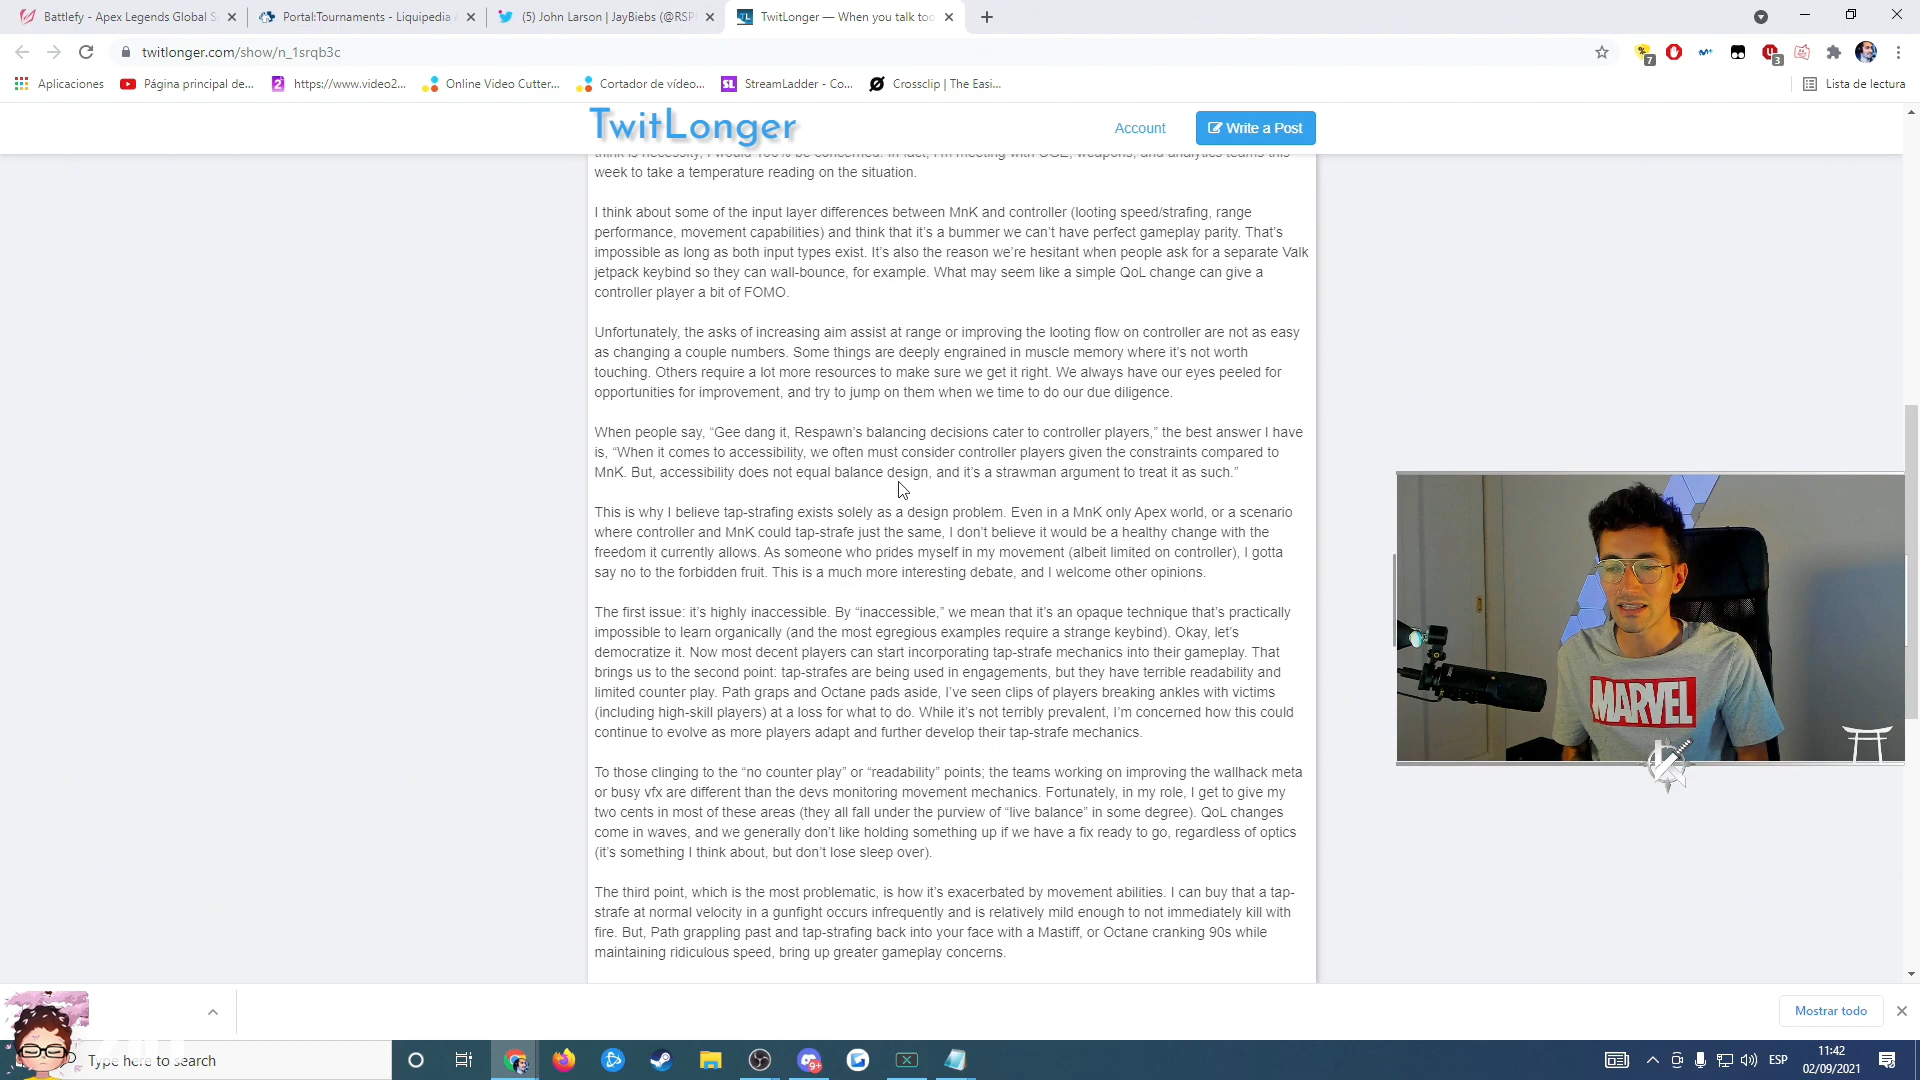 Battlefy - Apex Legends Global S
Portal:Tournaments - Liquipedia
(5) John Larson | JayBiebs (@RSP
TwitLonger — When you talk too
twitlonger.com/show/n_1srqb3c
7
3
Aplicaciones
Página principal de...
https://www.video2...
Online Video Cutter...
Cortador de vídeo...
StreamLadder - Co...
Crossclip | The Easi...
Lista de lectura
TwitLonger
Account
Write a Post
week to take a temperature reading on the situation.
I think about some of the input layer differences between MnK and controller (looting speed/strafing, range
performance, movement capabilities) and think that it's a bummer we can't have perfect gameplay parity. That's
impossible as long as both input types exist. It's also the reason we're hesitant when people ask for a separate Valk
jetpack keybind so they can wall-bounce, for example. What may seem like a simple QoL change can give a
controller player a bit of FOMO.
Unfortunately, the asks of increasing aim assist at range or improving the looting flow on controller are not as easy
as changing a couple numbers. Some things are deeply engrained in muscle memory where it's not worth
touching. Others require a lot more resources to make sure we get it right. We always have our eyes peeled for
opportunities for improvement, and try to jump on them when we time to do our due diligence.
When people say, “Gee dang it, Respawn's balancing decisions cater to controller players,” the best answer I have
is, “When it comes to accessibility, we often must consider controller players given the constraints compared to
MnK. But, accessibility does not equal balance design, and it's a strawman argument to treat it as such.”
This is why I believe tap-strafing exists solely as a design problem. Even in a MnK only Apex world, or a scenario
where controller and MnK could tap-strafe just the same, I don't believe it would be a healthy change with the
freedom it currently allows. As someone who prides myself in my movement (albeit limited on controller), I gotta
say no to the forbidden fruit. This is a much more interesting debate, and I welcome other opinions.
The first issue: it's highly inaccessible. By “inaccessible,” we mean that it's an opaque technique that's practically
impossible to learn organically (and the most egregious examples require a strange keybind). Okay, let's
democratize it. Now most decent players can start incorporating tap-strafe mechanics into their gameplay. That
brings us to the second point: tap-strafes are being used in engagements, but they have terrible readability and
limited counter play. Path graps and Octane pads aside, I've seen clips of players breaking ankles with victims
(including high-skill players) at a loss for what to do. While it's not terribly prevalent, I'm concerned how this could
continue to evolve as more players adapt and further develop their tap-strafe mechanics.
To those clinging to the “no counter play” or “readability” points; the teams working on improving the wallhack meta
or busy vfx are different than the devs monitoring movement mechanics. Fortunately, in my role, I get to give my
two cents in most of these areas (they all fall under the purview of “live balance” in some degree). QoL changes
come in waves, and we generally don't like holding something up if we have a fix ready to go, regardless of optics
(it's something I think about, but don't lose sleep over).
The third point, which is the most problematic, is how it's exacerbated by movement abilities. I can buy that a tap-
strafe at normal velocity in a gunfight occurs infrequently and is relatively mild enough to not immediately kill with
fire. But, Path grappling past and tap-strafing back into your face with a Mastiff, or Octane cranking 90s while
maintaining ridiculous speed, bring up greater gameplay concerns.
MARVEL
Mostrar todo
Type here to search
ESP
11:42
02/09/2021